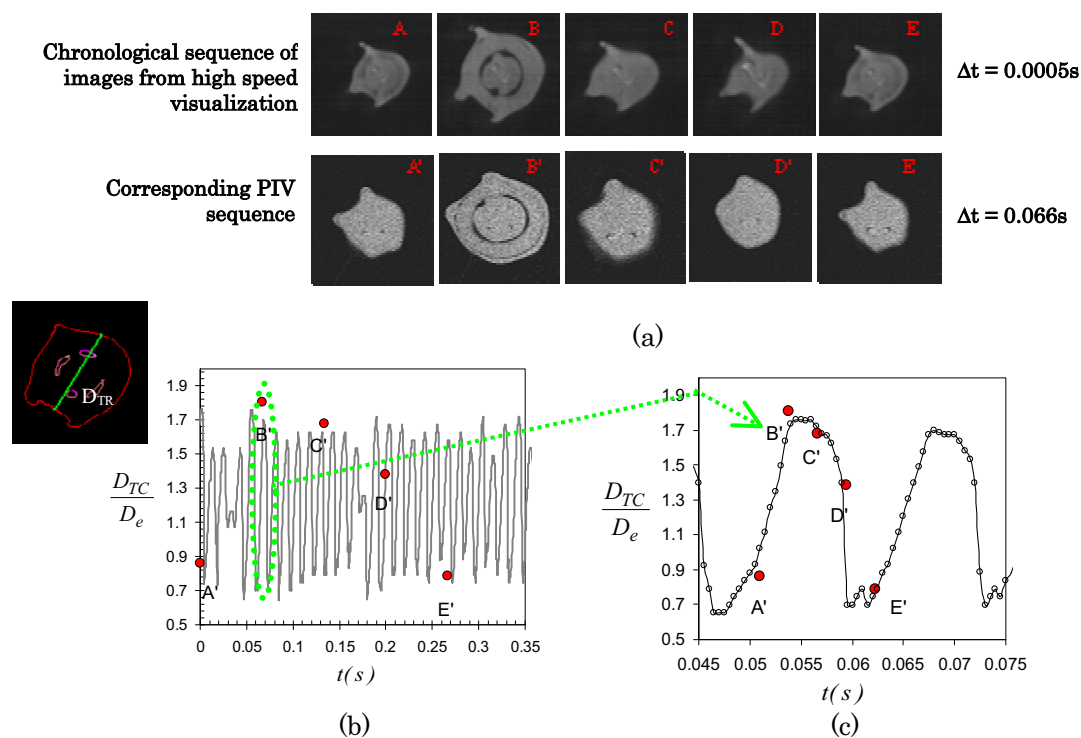 A B C D E
Chronological sequence of
images from high speed
visualization
Δt = 0.0005s
A' B' C' D' E
Corresponding PIV
sequence
Δt = 0.066s
(a)
D_TR
1.9
1.7
1.5
1.3
1.1
0.9
0.7
0.5
D_TC
D_e
A'
B'
C'
D'
E'
0 0.05 0.1 0.15 0.2 0.25 0.3 0.35
t(s)
(b)
1.9
1.7
1.5
1.3
1.1
0.9
0.7
0.5
D_TC
D_e
A'
B'
C'
D'
E'
0.045 0.05 0.055 0.06 0.065 0.07 0.075
t(s)
(c)